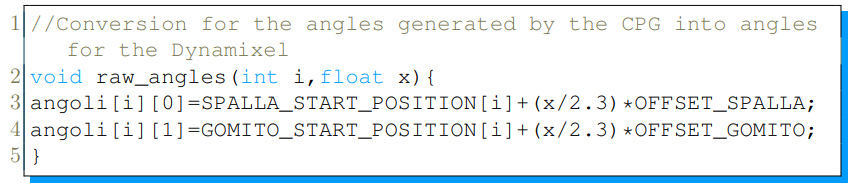 1 //Conversion for the angles generated by the CPG into angles
for the Dynamixel
2 void raw_angles(int i,float x){
3 angoli[i][0]=SPALLA_START_POSITION[i]+(x/2.3)*OFFSET_SPALLA;
4 angoli[i][1]=GOMITO_START_POSITION[i]+(x/2.3)*OFFSET_GOMITO;
5 }